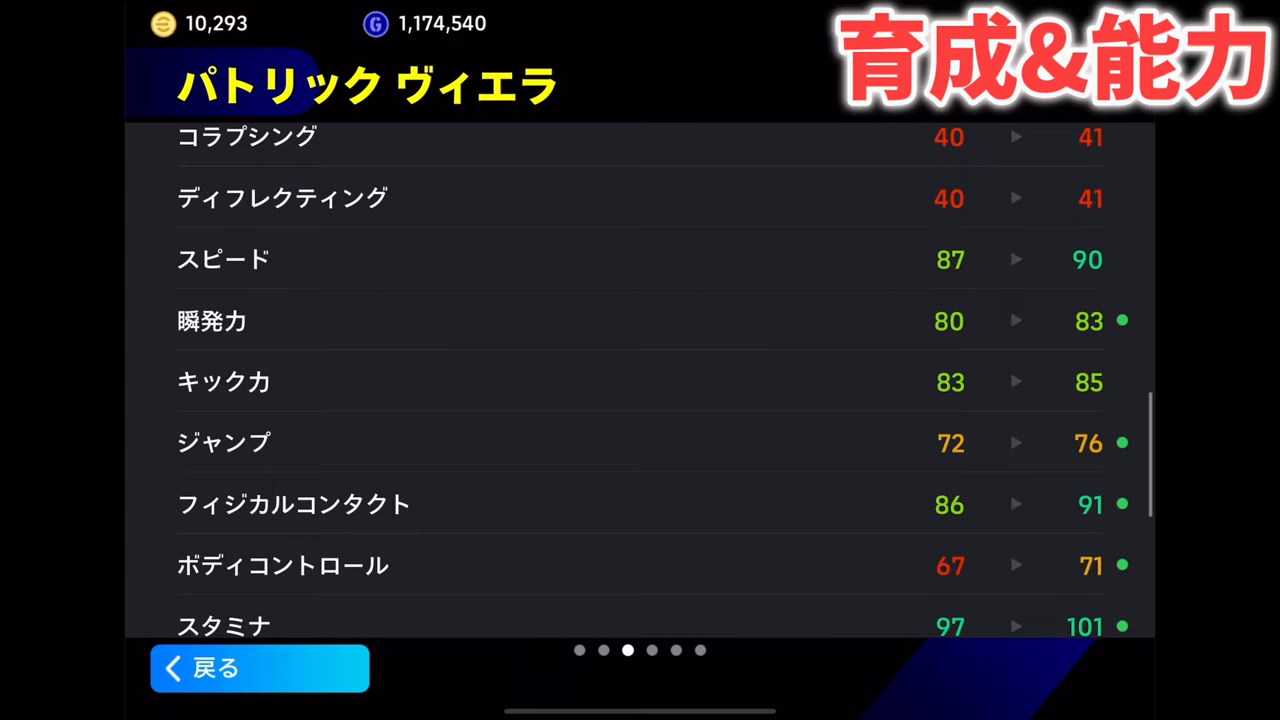 10,293 1,174,540
育成&能力
パトリック ヴィエラ
コラプシング 40 ▶ 41
ディフレクティング 40 ▶ 41
スピード 87 ▶ 90
瞬発力 80 ▶ 83
キック力 83 ▶ 85
ジャンプ 72 ▶ 76
フィジカルコンタクト 86 ▶ 91
ボディコントロール 67 ▶ 71
スタミナ 97 ▶ 101
戻る